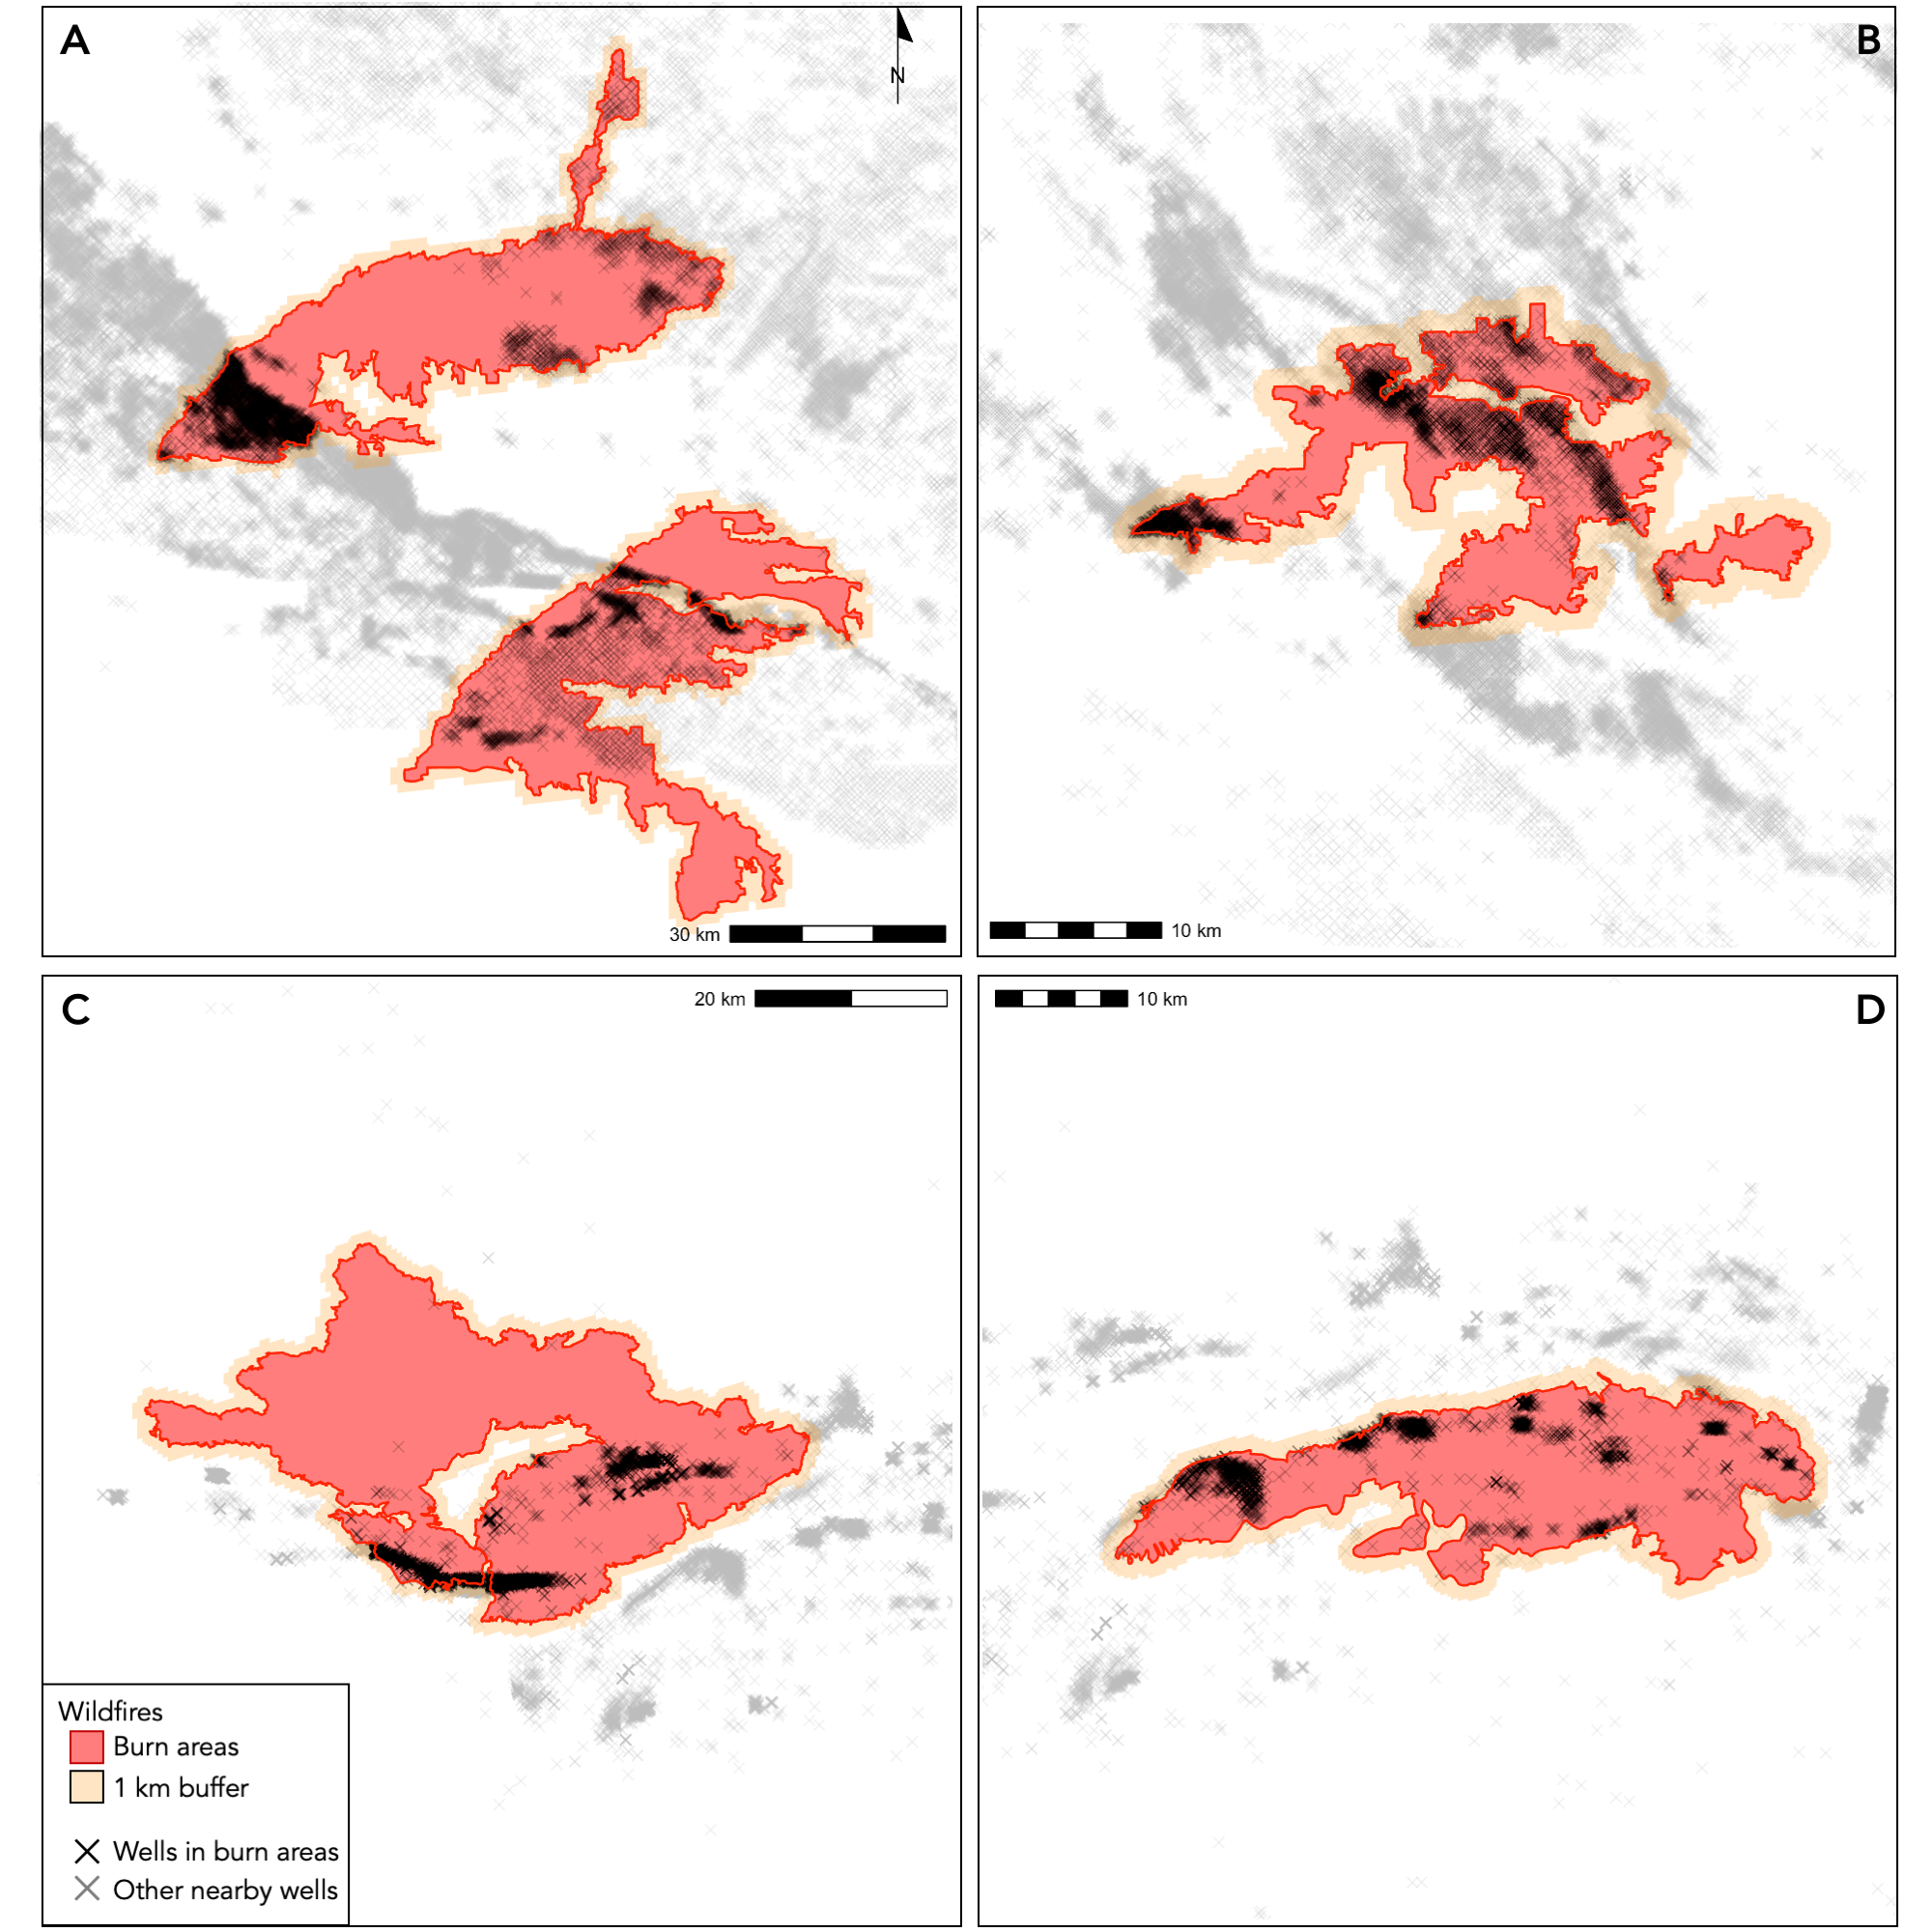 A
N
B
30 km
10 km
C
20 km
10 km
D
Wildfires
Burn areas
1 km buffer
Wells in burn areas
Other nearby wells